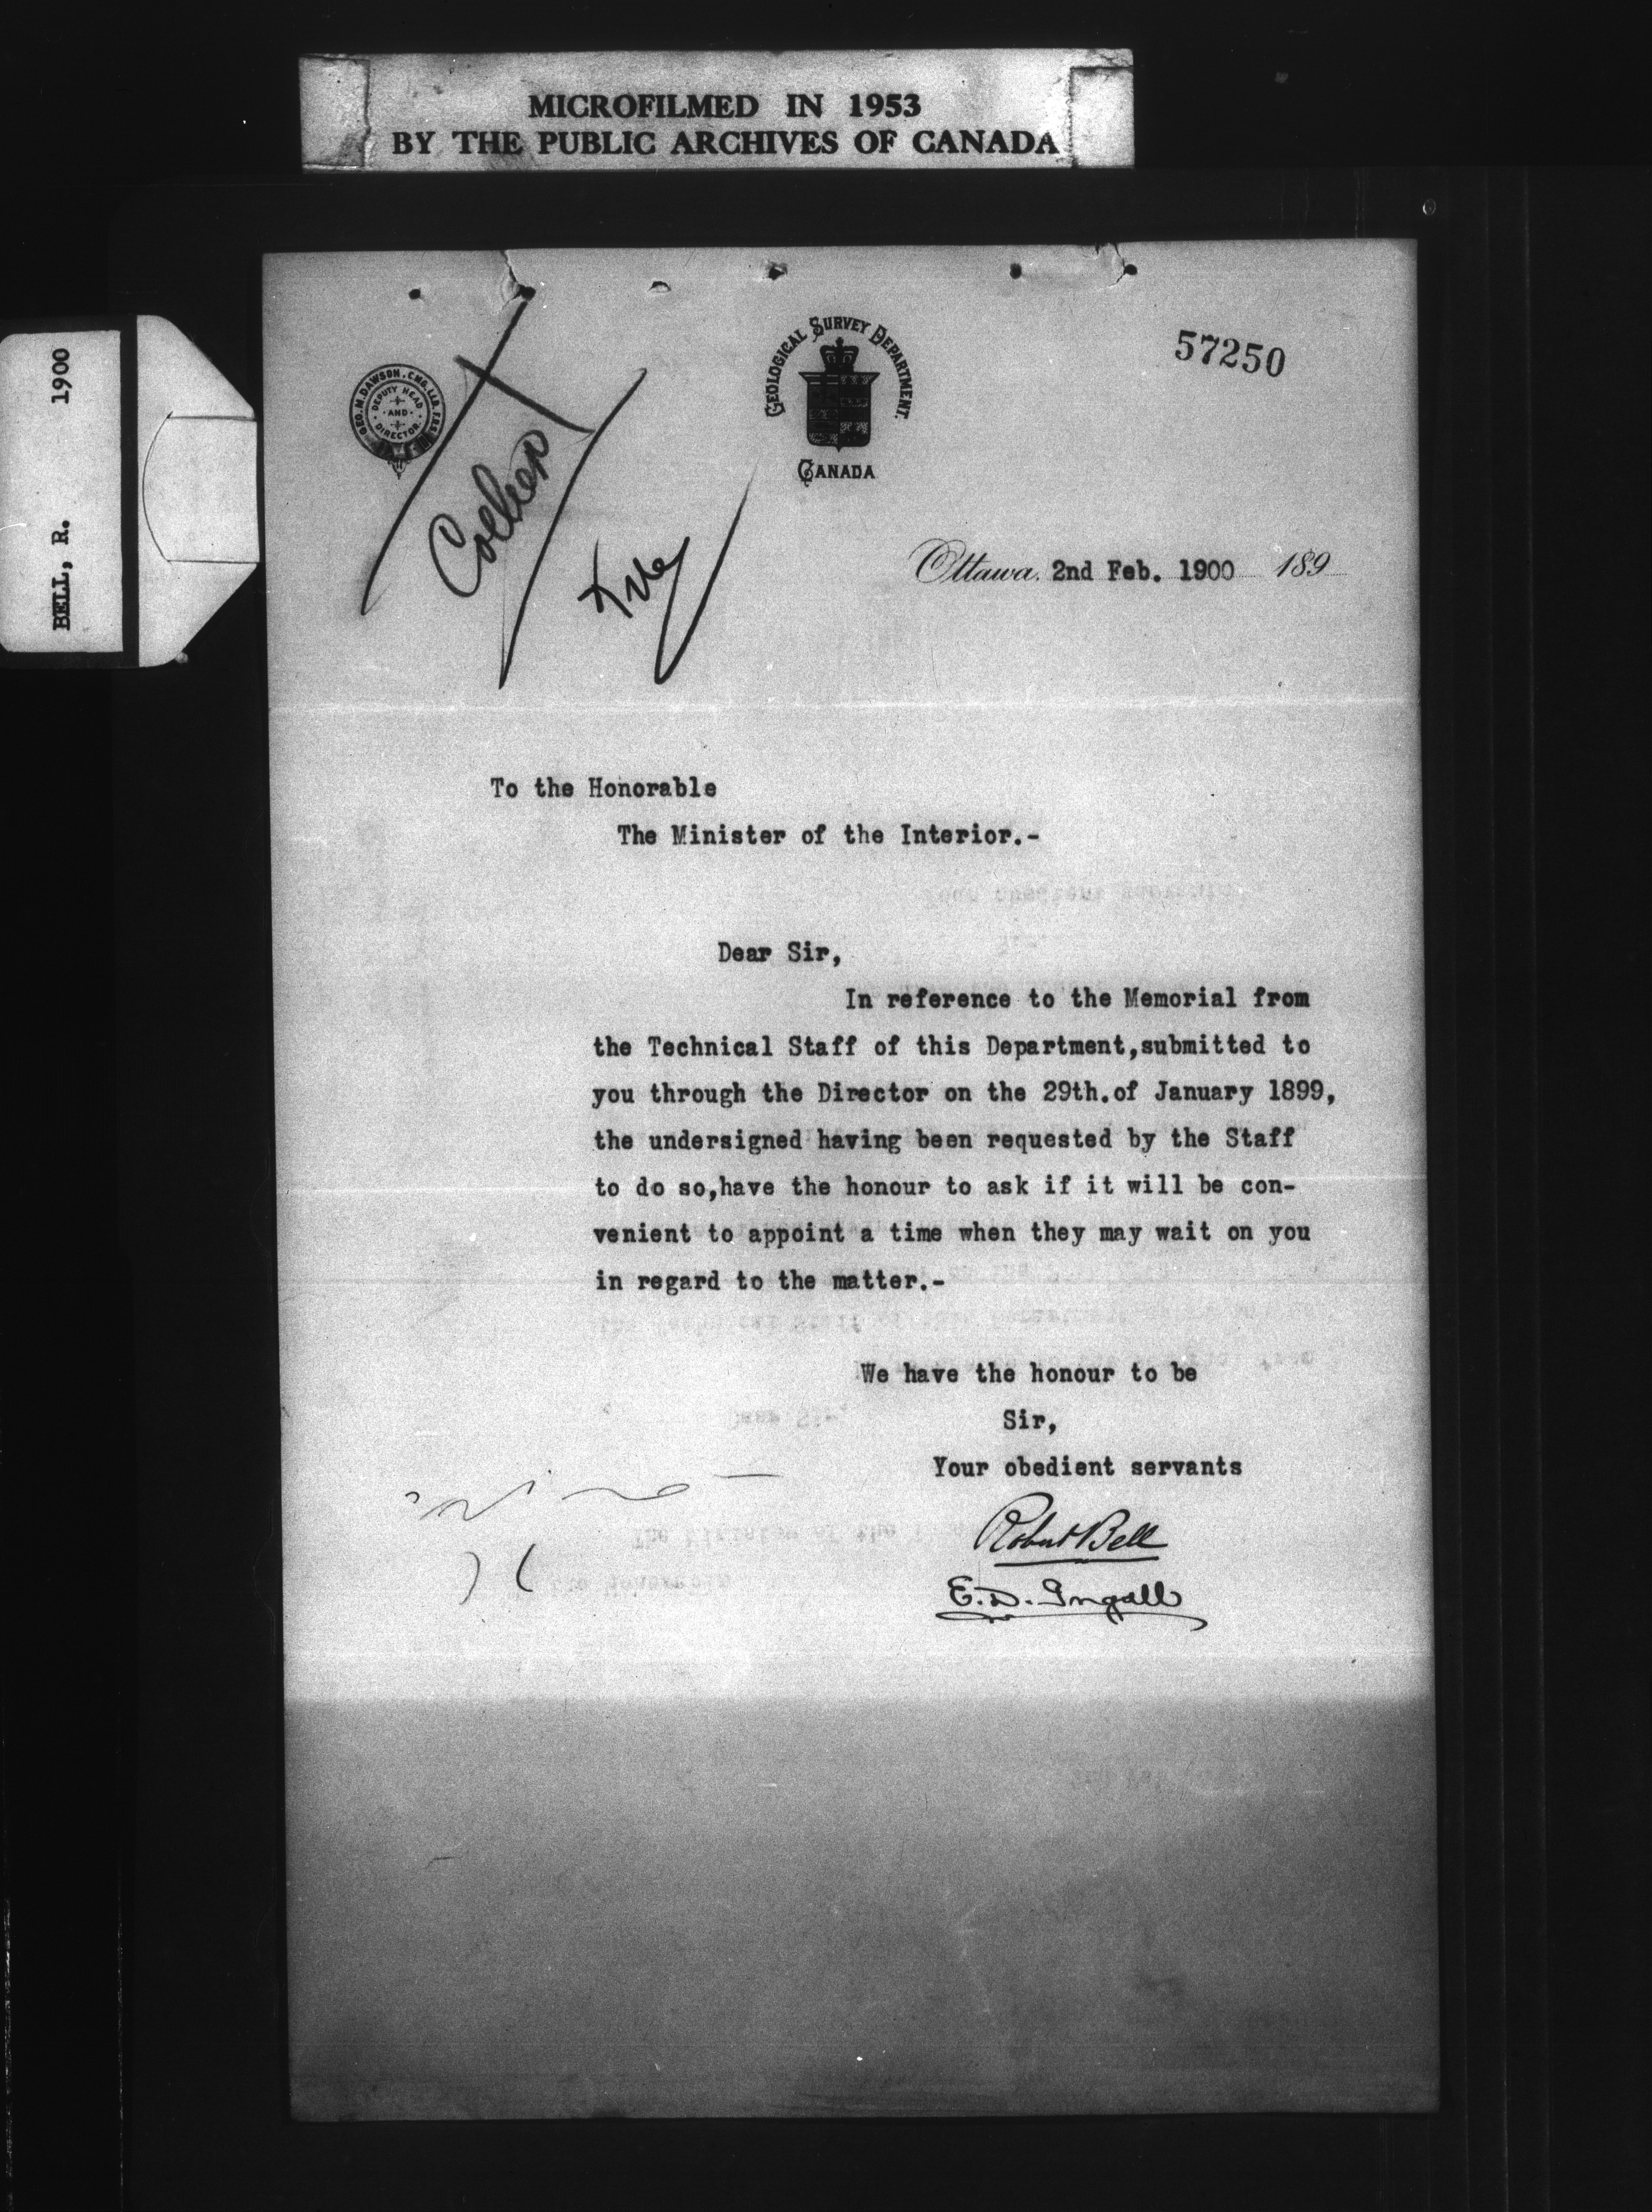 MICROFILMED IN 1953
BY THE PUBLIC ARCHIVES OF CANADA
BELL, R. 1900
GEO. M. DAWSON, C.M.G. LL.D. F.R.S.
DEPUTY HEAD
AND
DIRECTOR
GEOLOGICAL SURVEY DEPARTMENT.
CANADA
57250
Ottawa, 2nd Feb. 1900 189
To the Honorable
The Minister of the Interior.-
Dear Sir,
In reference to the Memorial from
the Technical Staff of this Department,submitted to
you through the Director on the 29th.of January 1899,
the undersigned having been requested by the Staff
to do so,have the honour to ask if it will be con-
venient to appoint a time when they may wait on you
in regard to the matter.-
We have the honour to be
Sir,
Your obedient servants
Robert Bell
E.D. Ingall